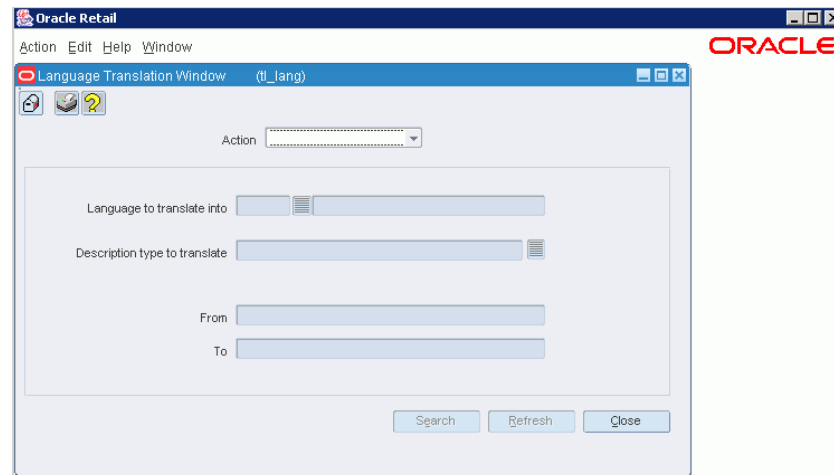 Oracle Retail
Action Edit Help Window
ORACLE
Language Translation Window (tl_lang)
Action
Language to translate into
Description type to translate
From
To
Search Refresh Close